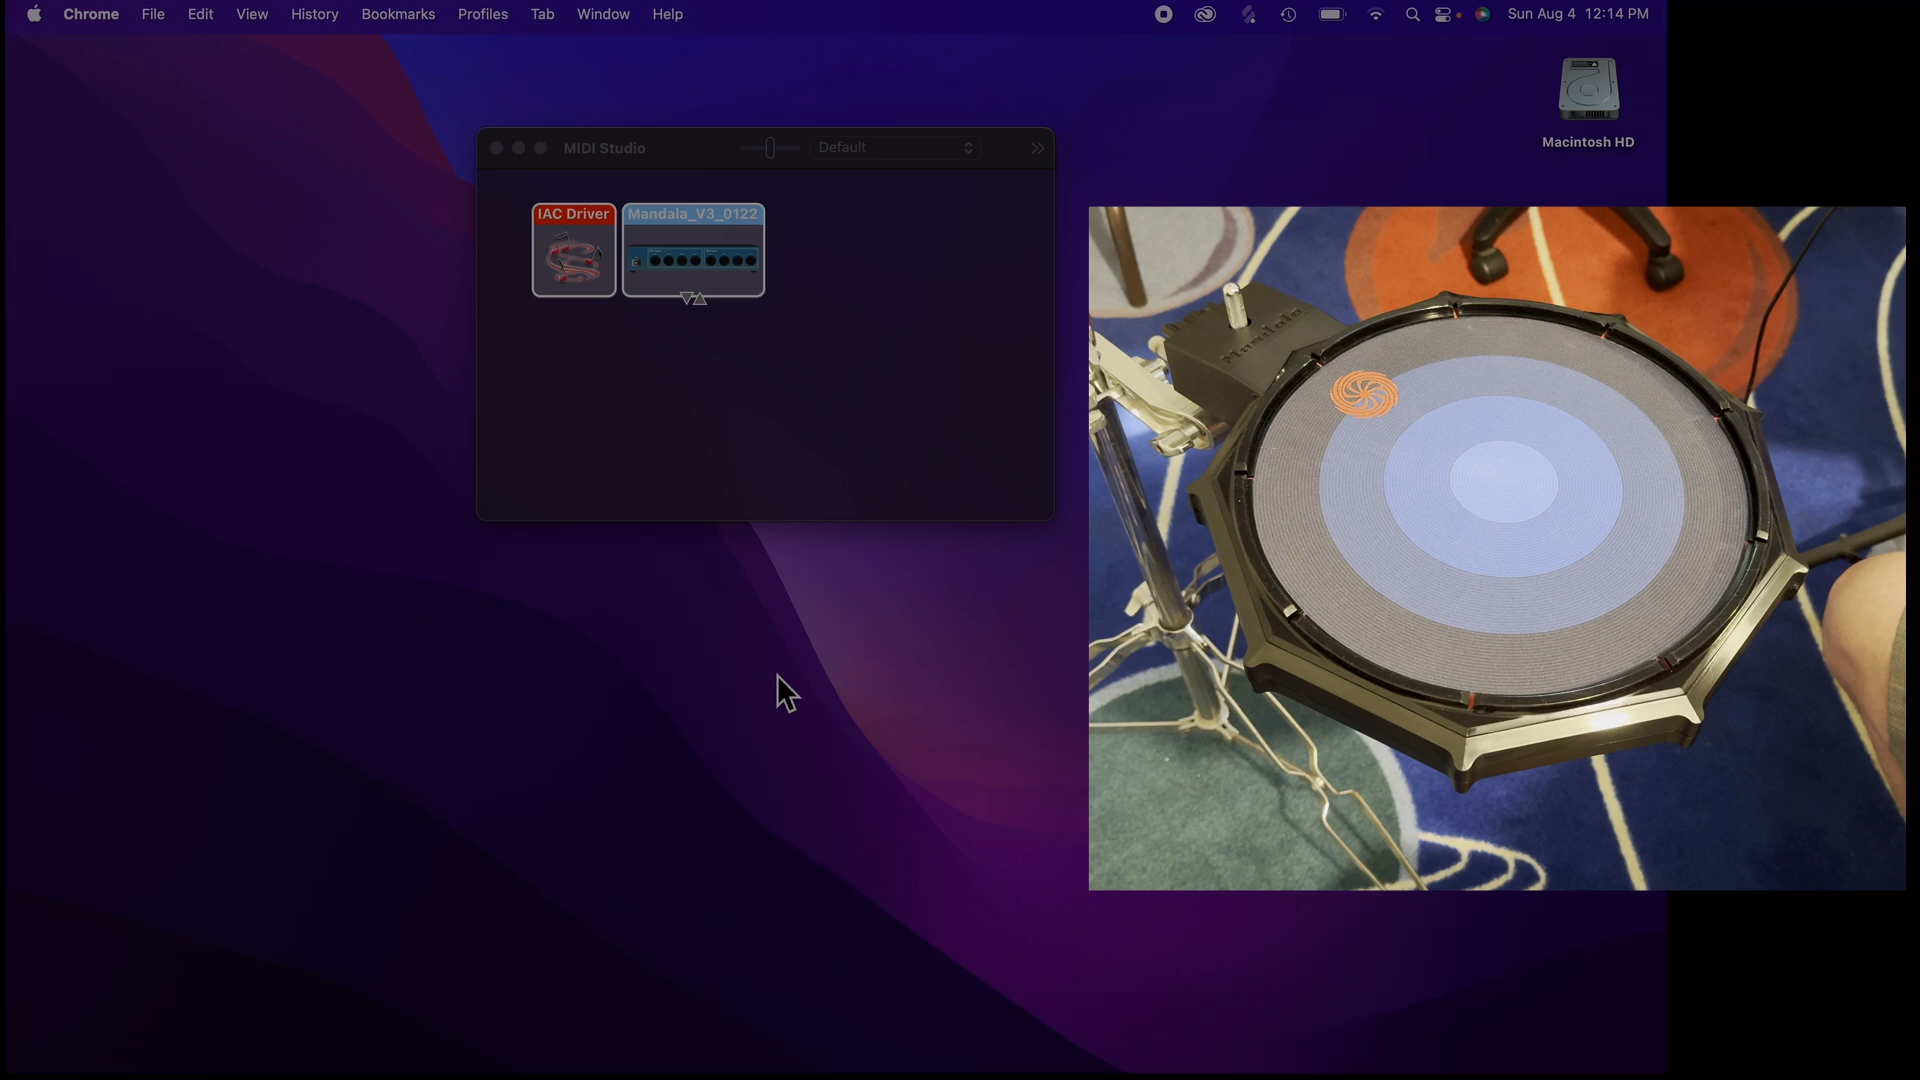 Chrome File Edit View History Bookmarks Profiles Tab Window Help Sun Aug 4 12:14 PM
Macintosh HD
MIDI Studio Default
IAC Driver Mandala_V3_0122
Mandala